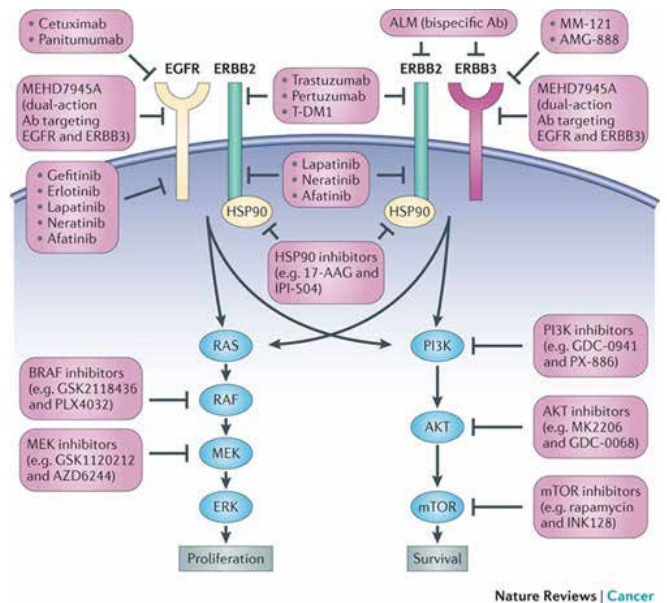 • Cetuximab
• Panitumumab
EGFR
ERBB2
ALM (bispecific Ab)
ERBB2
ERBB3
• MM-121
• AMG-888
MEHD7945A
(dual-action
Ab targeting
EGFR and ERBB3)
• Trastuzumab
• Pertuzumab
• T-DM1
MEHD7945A
(dual-action
Ab targeting
EGFR and ERBB3)
• Gefitinib
• Erlotinib
• Lapatinib
• Neratinib
• Afatinib
• Lapatinib
• Neratinib
• Afatinib
HSP90
HSP90
HSP90 inhibitors
(e.g. 17-AAG and
IPI-504)
RAS
PI3K
PI3K inhibitors
(e.g. GDC-0941
and PX-886)
BRAF inhibitors
(e.g. GSK2118436
and PLX4032)
RAF
AKT
AKT inhibitors
(e.g. MK2206
and GDC-0068)
MEK inhibitors
(e.g. GSK1120212
and AZD6244)
MEK
ERK
mTOR
mTOR inhibitors
(e.g. rapamycin
and INK128)
Proliferation
Survival
Nature Reviews | Cancer